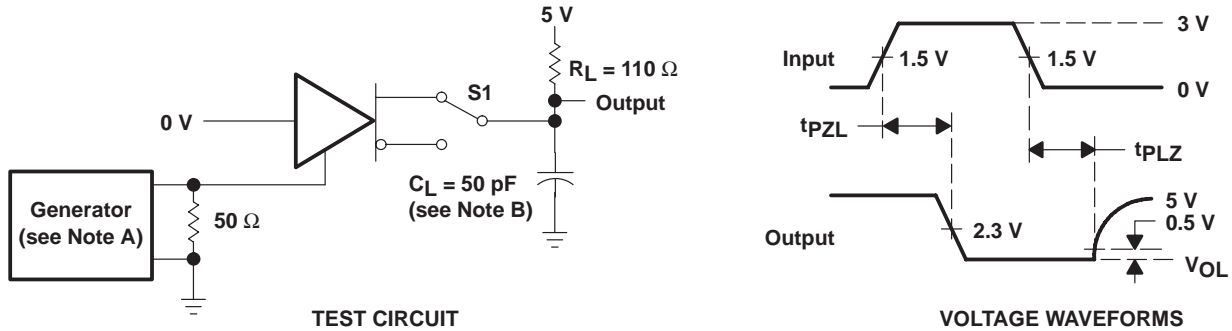 5 V
R_L = 110 Ω
S1
Output
0 V
C_L = 50 pF
(see Note B)
Generator
(see Note A)
50 Ω
TEST CIRCUIT
3 V
Input
1.5 V
1.5 V
0 V
t_PZL
t_PLZ
5 V
0.5 V
Output
2.3 V
V_OL
VOLTAGE WAVEFORMS